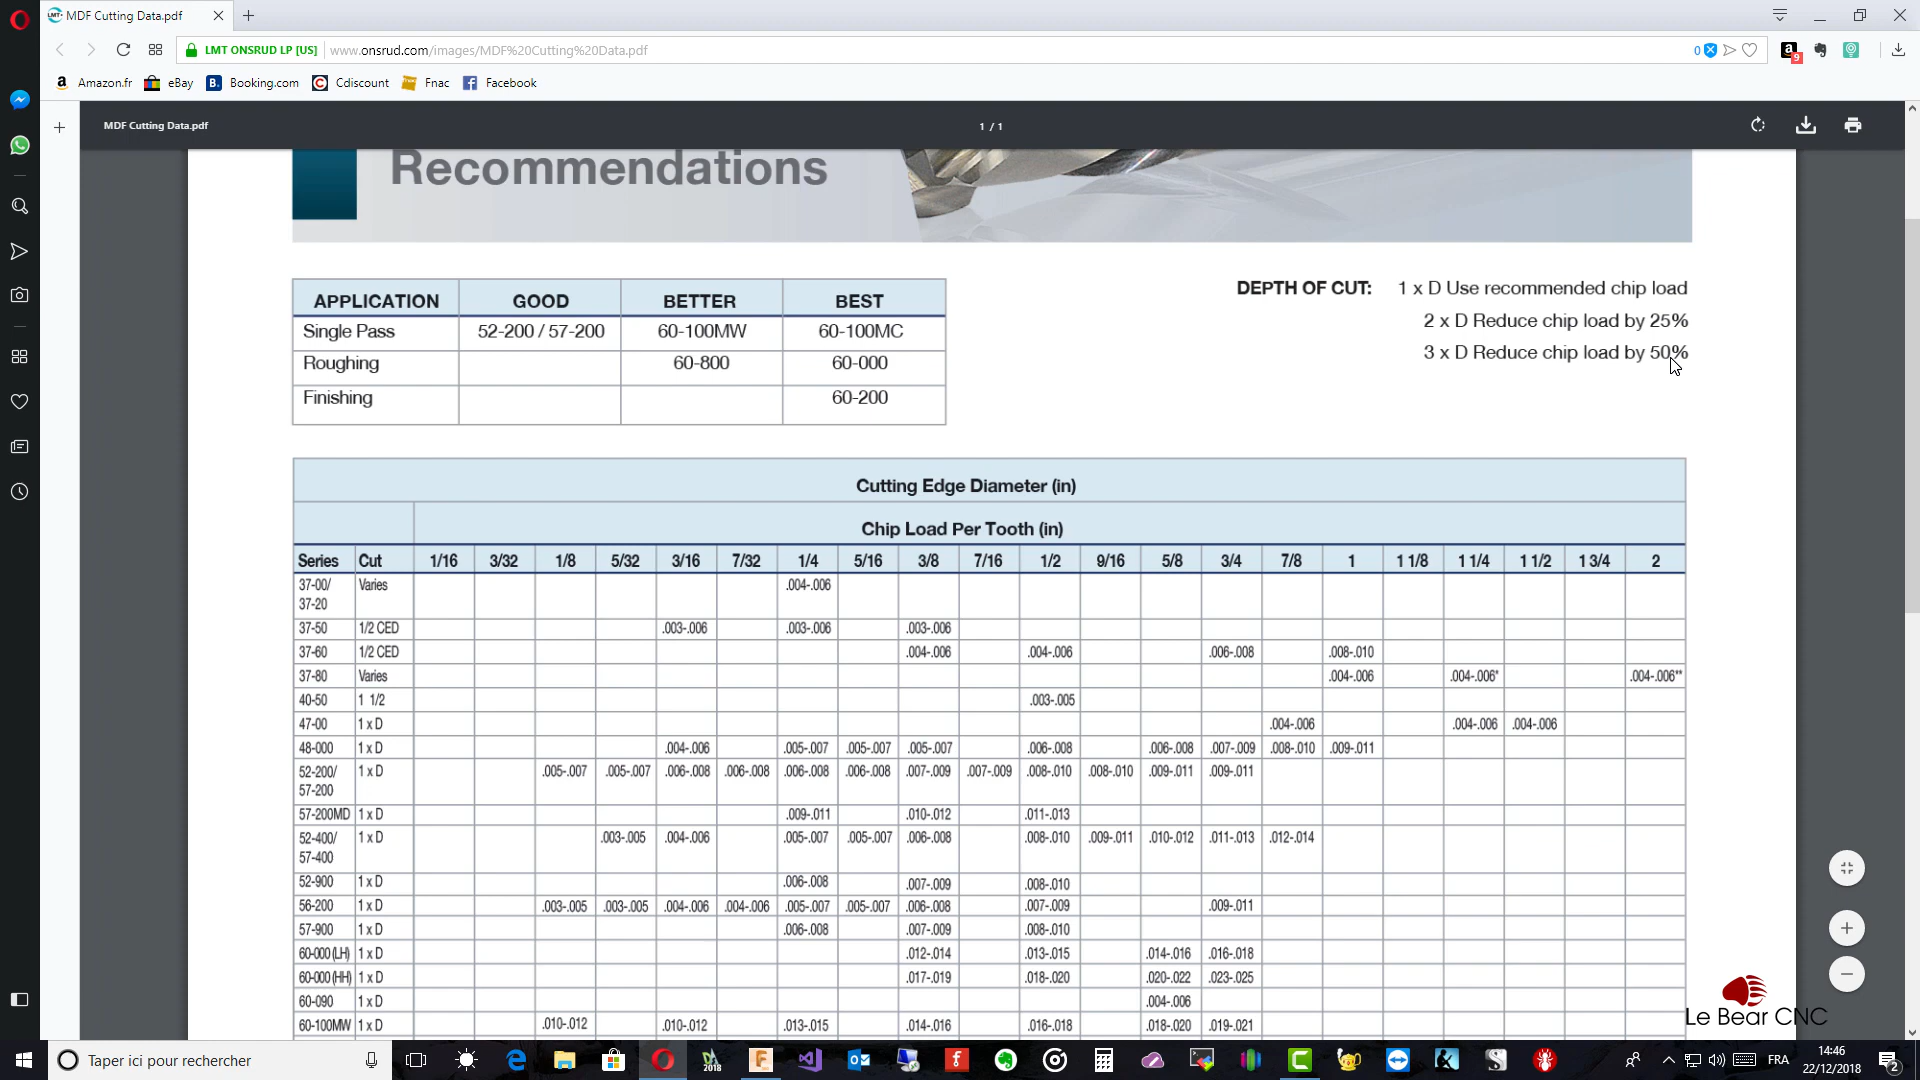 LMT MDF Cutting Data.pdf
LMT ONSRUD LP [US] www.onsrud.com/images/MDF%20Cutting%20Data.pdf 0 9
Amazon.fr eBay Booking.com Cdiscount Fnac Facebook
MDF Cutting Data.pdf 1 / 1
Recommendations
APPLICATION GOOD BETTER BEST
Single Pass 52-200 / 57-200 60-100MW 60-100MC
Roughing 60-800 60-000
Finishing 60-200
DEPTH OF CUT: 1 x D Use recommended chip load
2 x D Reduce chip load by 25%
3 x D Reduce chip load by 50%
Cutting Edge Diameter (in)
Chip Load Per Tooth (in)
Series Cut 1/16 3/32 1/8 5/32 3/16 7/32 1/4 5/16 3/8 7/16 1/2 9/16 5/8 3/4 7/8 1 1 1/8 1 1/4 1 1/2 1 3/4 2
37-00/ Varies .004-.006
37-20
37-50 1/2 CED .003-.006 .003-.006 .003-.006
37-60 1/2 CED .004-.006 .004-.006 .006-.008 .008-.010
37-80 Varies .004-.006 .004-.006* .004-.006**
40-50 1 1/2 .003-.005
47-00 1 x D .004-.006 .004-.006 .004-.006
48-000 1 x D .004-.006 .005-.007 .005-.007 .005-.007 .006-.008 .006-.008 .007-.009 .008-.010 .009-.011
52-200/ 1 x D .005-.007 .005-.007 .006-.008 .006-.008 .006-.008 .006-.008 .007-.009 .007-.009 .008-.010 .008-.010 .009-.011 .009-.011
57-200
57-200MD 1 x D .009-.011 .010-.012 .011-.013
52-400/ 1 x D .003-.005 .004-.006 .005-.007 .005-.007 .006-.008 .008-.010 .009-.011 .010-.012 .011-.013 .012-.014
57-400
52-900 1 x D .006-.008 .007-.009 .008-.010
56-200 1 x D .003-.005 .003-.005 .004-.006 .004-.006 .005-.007 .005-.007 .006-.008 .007-.009 .009-.011
57-900 1 x D .006-.008 .007-.009 .008-.010
60-000 (LH) 1 x D .012-.014 .013-.015 .014-.016 .016-.018
60-000 (HH) 1 x D .017-.019 .018-.020 .020-.022 .023-.025
60-090 1 x D .004-.006
60-100MW 1 x D .010-.012 .010-.012 .013-.015 .014-.016 .016-.018 .018-.020 .019-.021
Le Bear CNC
Taper ici pour rechercher 2018 FRA 14:46
22/12/2018 2